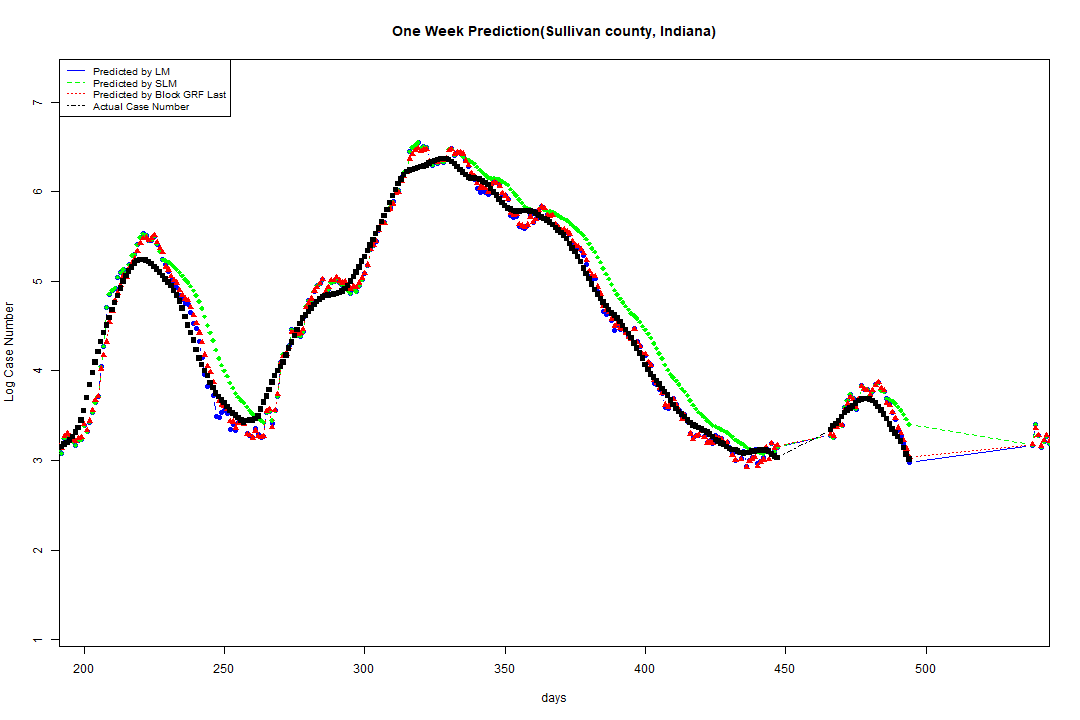 One Week Prediction(Sullivan county, Indiana)
Predicted by LM
Predicted by SLM
Predicted by Block GRF Last
Actual Case Number
7
6
5
4
3
2
1
Log Case Number
200 250 300 350 400 450 500
days